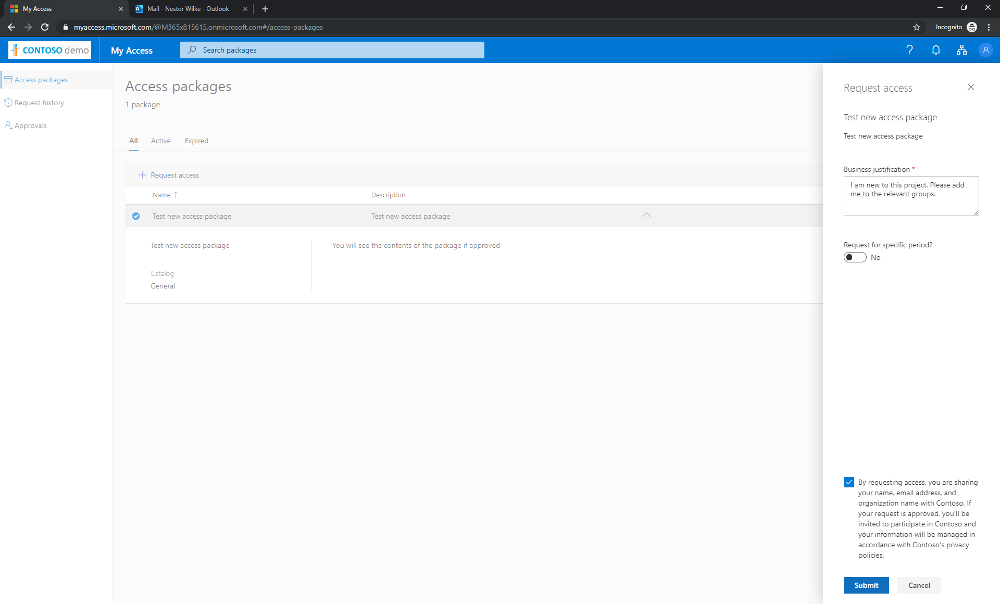 My Access
Mail - Nestor Wilke - Outlook
myaccess.microsoft.com/@M365x815615.onmicrosoft.com#/access-packages
Incognito
CONTOSO demo
My Access
Search packages
Access packages
Request history
Approvals
Access packages
1 package
All
Active
Expired
Request access
Name ↑
Description
Test new access package
Test new access package
Test new access package
You will see the contents of the package if approved
Catalog
General
Request access
Test new access package
Test new access package
Business justification *
I am new to this project. Please add
me to the relevant groups.
Request for specific period?
No
By requesting access, you are sharing
your name, email address, and
organization name with Contoso. If
your request is approved, you'll be
invited to participate in Contoso and
your information will be managed in
accordance with Contoso's privacy
policies.
Submit
Cancel